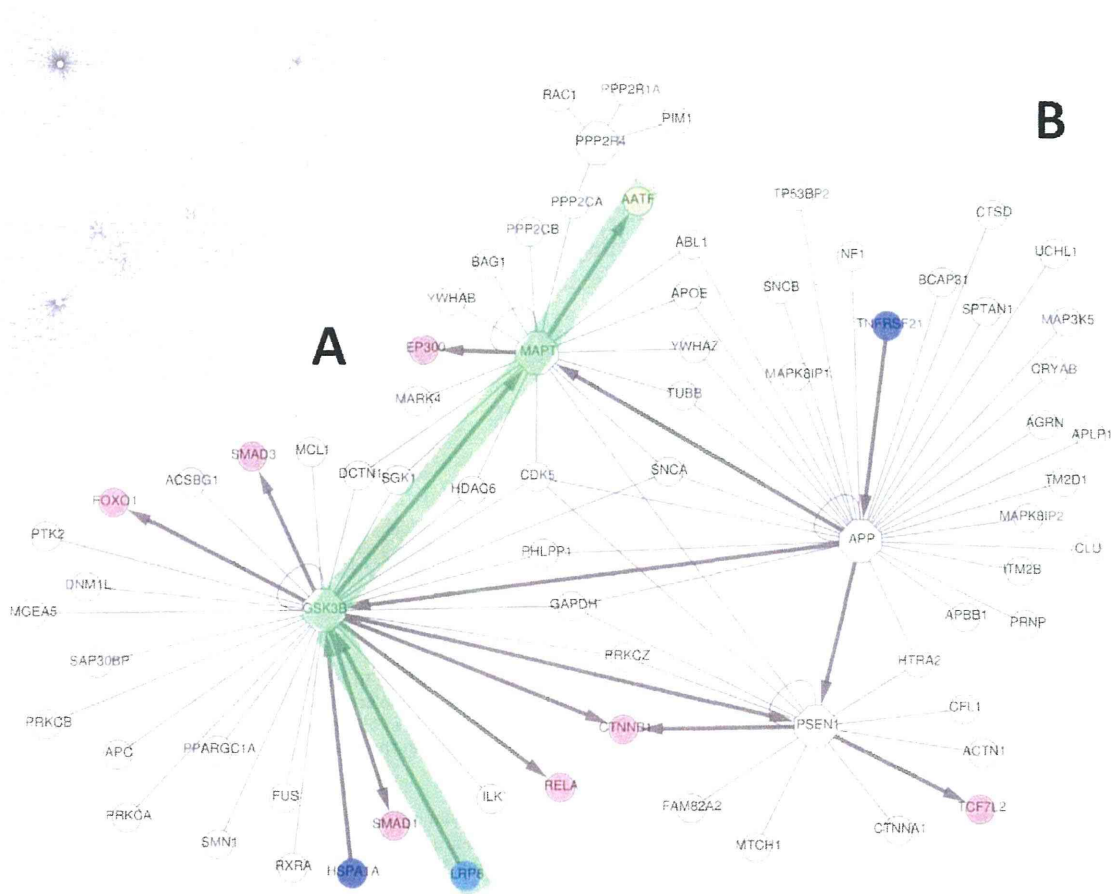 RAC1
PPP2R1A
PIM1
B
PPP2R4
PPP2CA
AATF
TP53BP2
CTSD
PPP2CB
ABL1
INF1
UCHL1
BAG1
APOE
SNCB
BCAP31
SPTAN1
YWHAB
TNFRSF21
MAP3K5
A
EP300
MAPT
YWHAZ
MAPK8IP1
CRYAB
MARK4
TUBB
AGRN
APLP1
SMAD3
MCL1
DCTN1
SGK1
HDAC6
CDK5
SNCA
TM2D1
ACSBG1
FOXO1
MAPK8IP2
PTK2
APP
CLU
PHLPP1
ITM2B
DNM1L
MGEA5
GSK3B
GAPDH
APBB1
PRNP
SAP30BP
PRKCZ
HTRA2
PRKCB
CTNNB1
PSEN1
CFL1
APC
PPARGC1A
ACTN1
RELA
FUS
ILK
FAM82A2
TCF7L2
PRKCA
SMAD1
CTNNA1
SMN1
MTCH1
RXRA
HSPA1A
LRP6